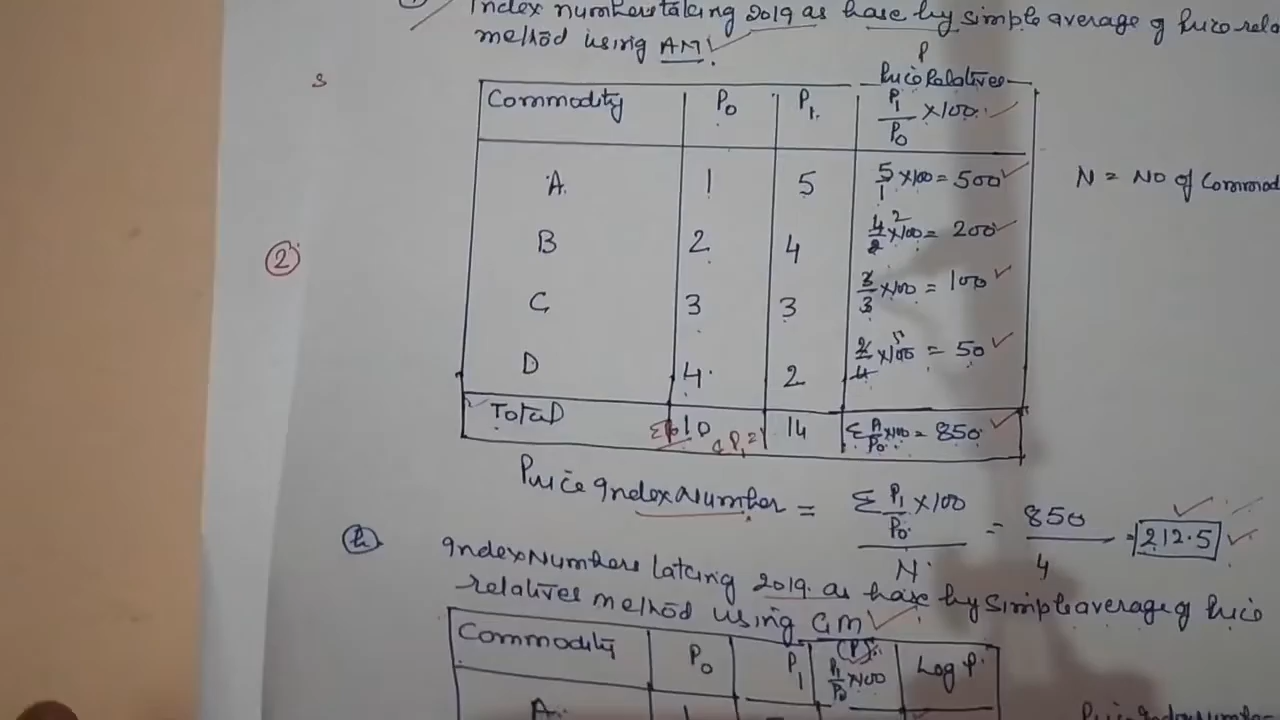 Index numbers taking 2019 as base by simple average of Price rela
method using AM!
P
Price Relatives
Commodity P₀ P₁ P₁/P₀ ×100
A 1 5 5/1 ×100 = 500
N = No of Commod
B 2 4 4/2 ×100 = 200
2
C 3 3 3/3 ×100 = 100
D 4 2 2/4 ×100 = 50
Total 10 14 Σ P₁/P₀ ×100 = 850
Price Index Number = Σ P₁/P₀ ×100 / N = 850 / 4 = 212.5
Index Numbers taking 2019 as base by simple average of Price
relatives method using GM
(P)
Commodity P₀ P₁ P₁/P₀ ×100 Log P
A 1